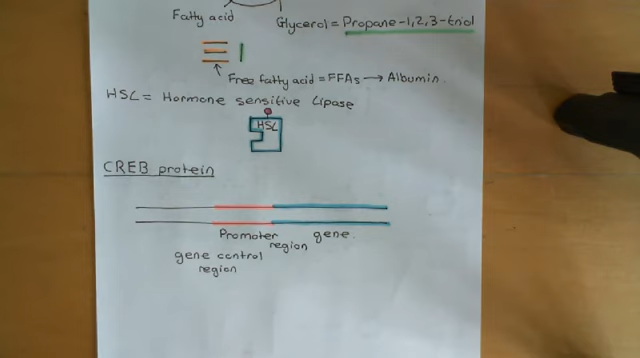 Fatty acid
Glycerol = Propane-1,2,3-triol
Free fatty acid = FFAs → Albumin.
HSL = Hormone sensitive Lipase
HSL
CREB protein
Promoter region
gene.
gene control region